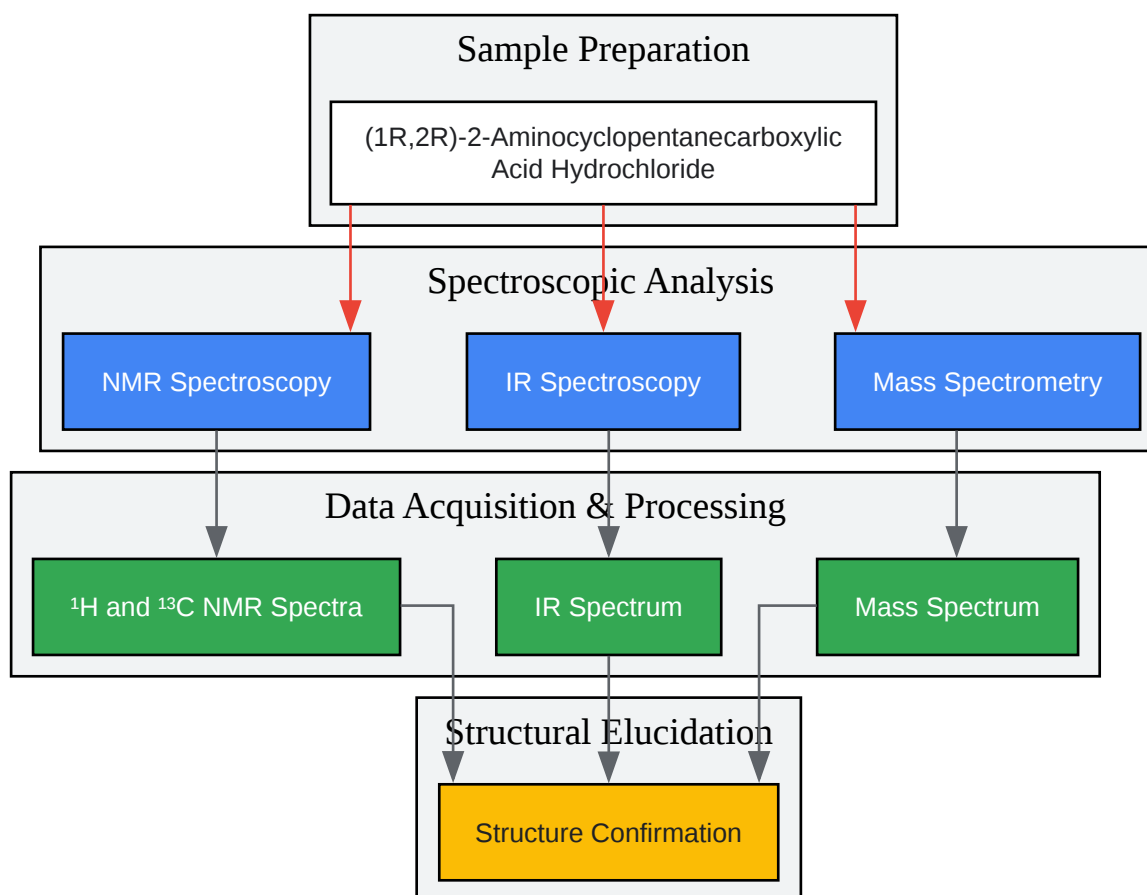 Sample Preparation
(1R,2R)-2-Aminocyclopentanecarboxylic
Acid Hydrochloride
Spectroscopic Analysis
NMR Spectroscopy
IR Spectroscopy
Mass Spectrometry
Data Acquisition & Processing
¹H and ¹³C NMR Spectra
IR Spectrum
Mass Spectrum
Structural Elucidation
Structure Confirmation